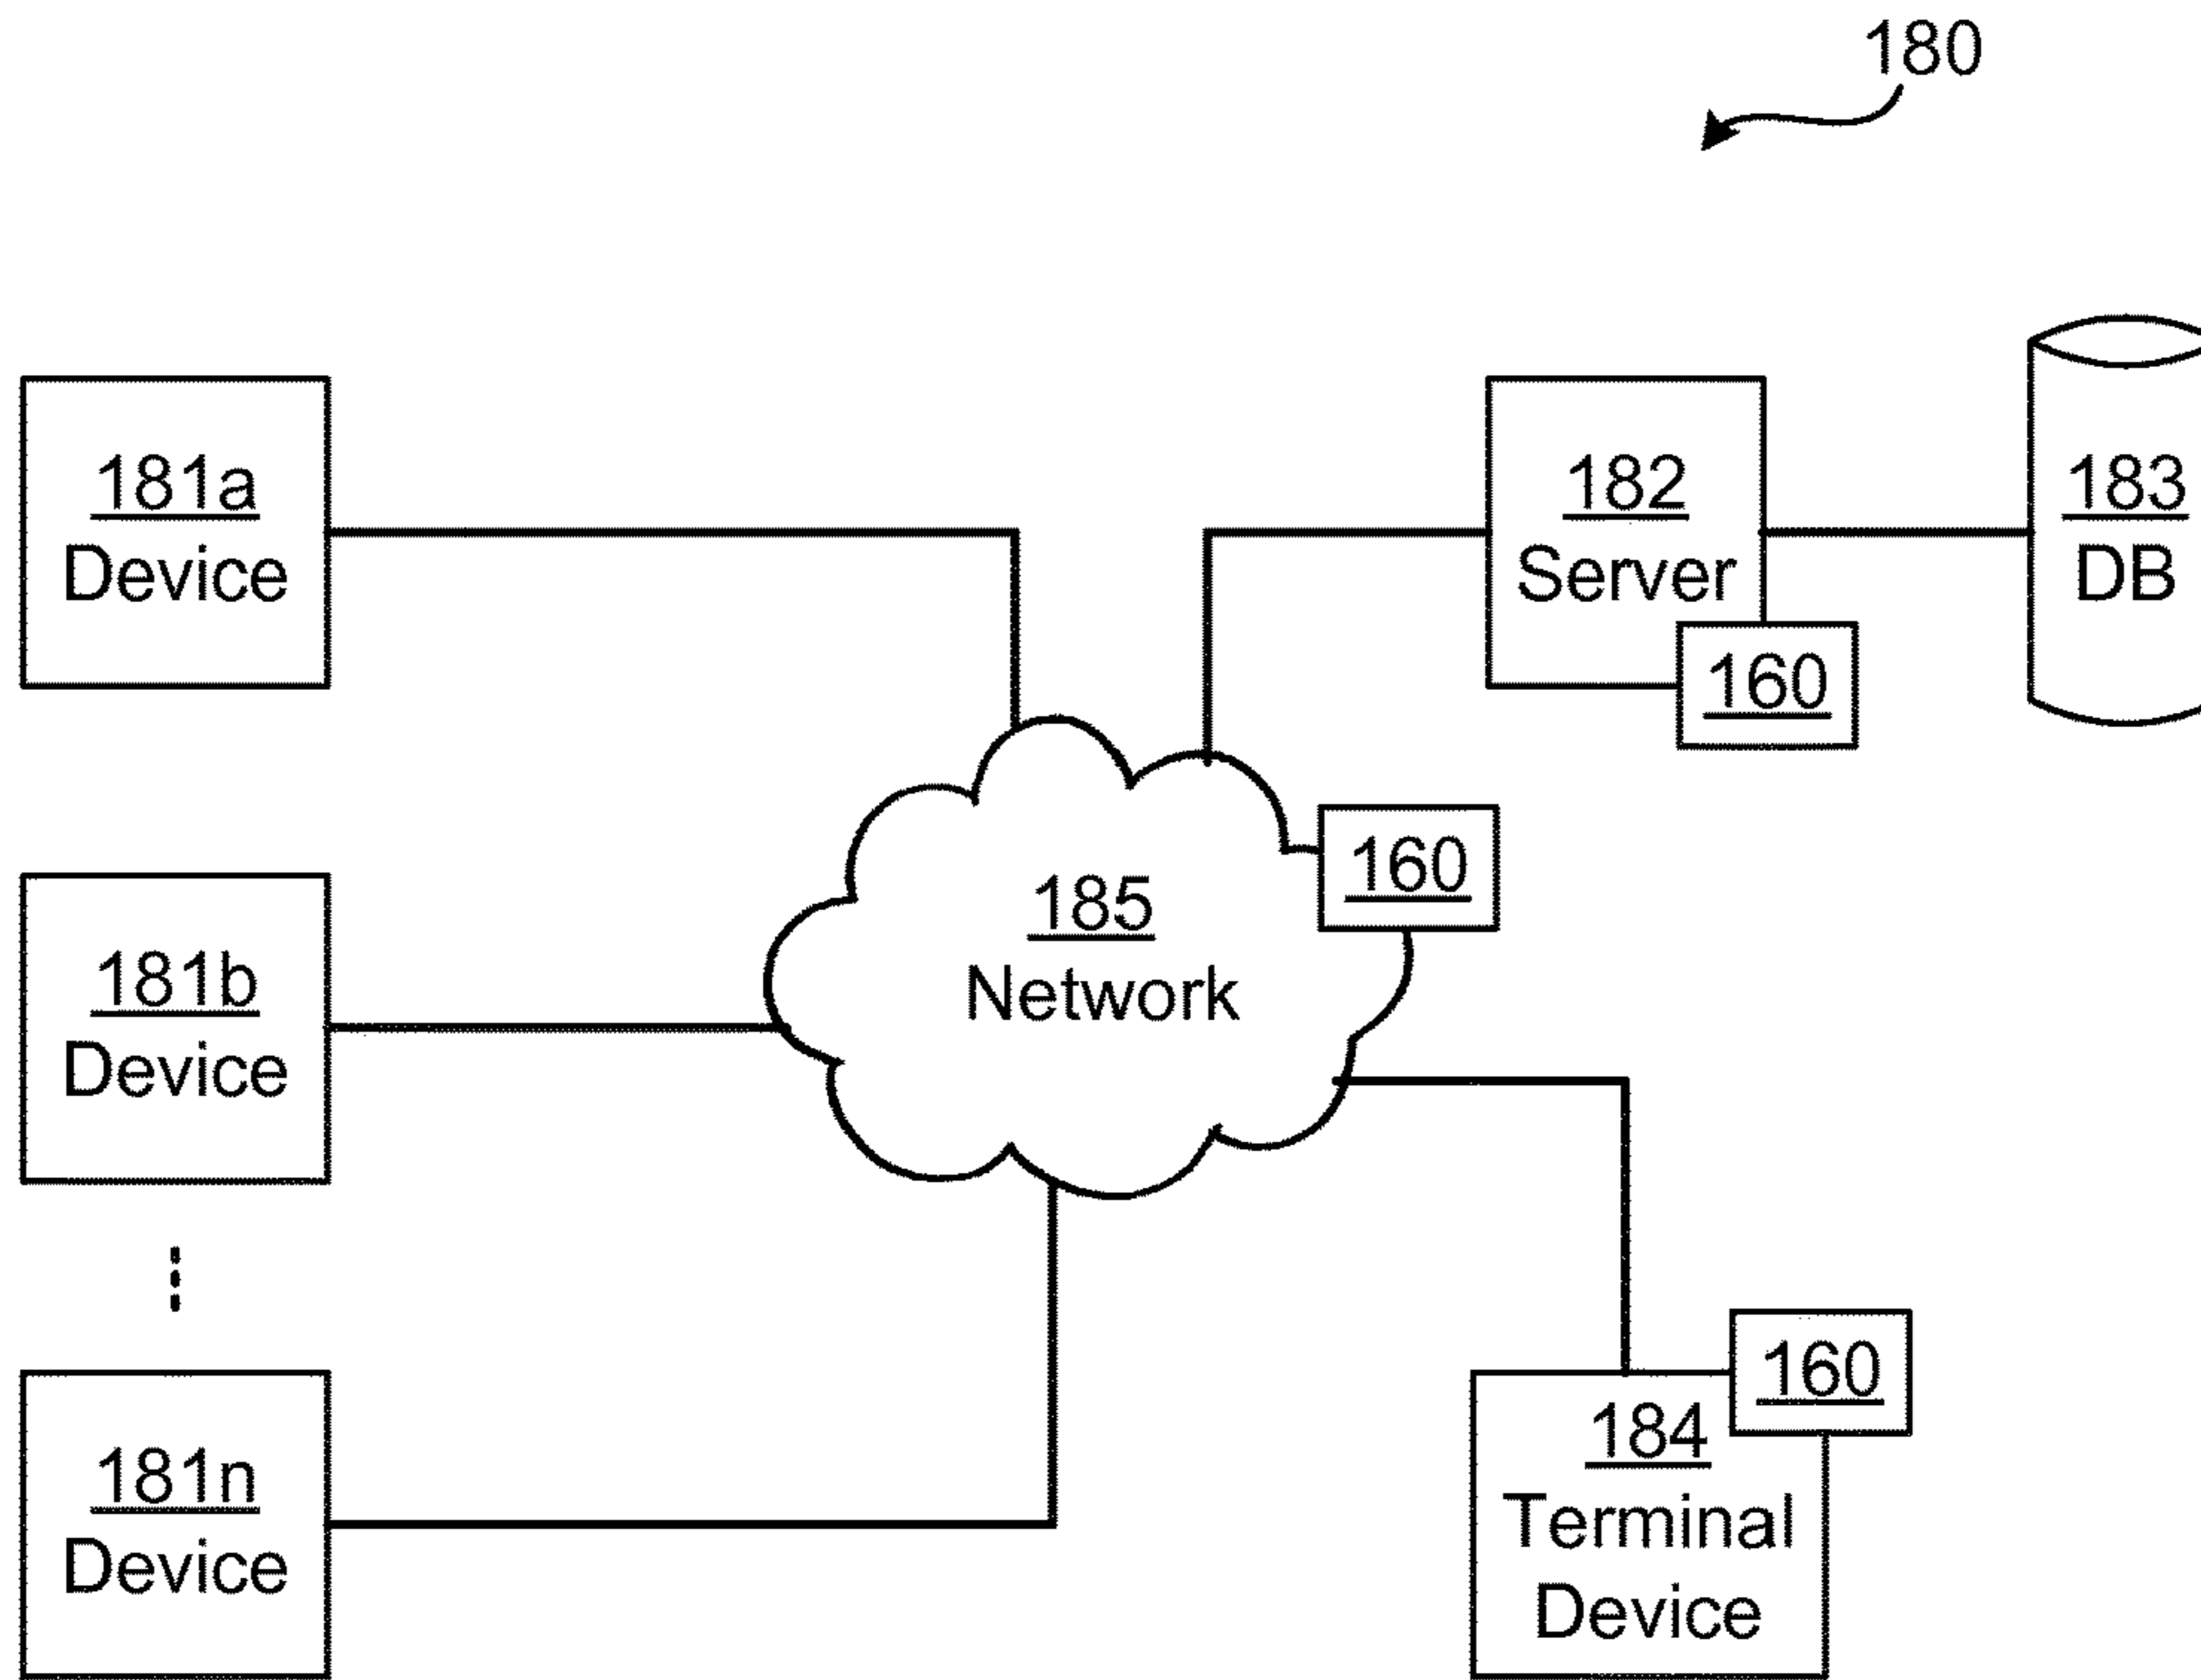 180
181a
Device
182
Server
183
DB
160
160
185
Network
181b
Device
160
184
Terminal
Device
181n
Device